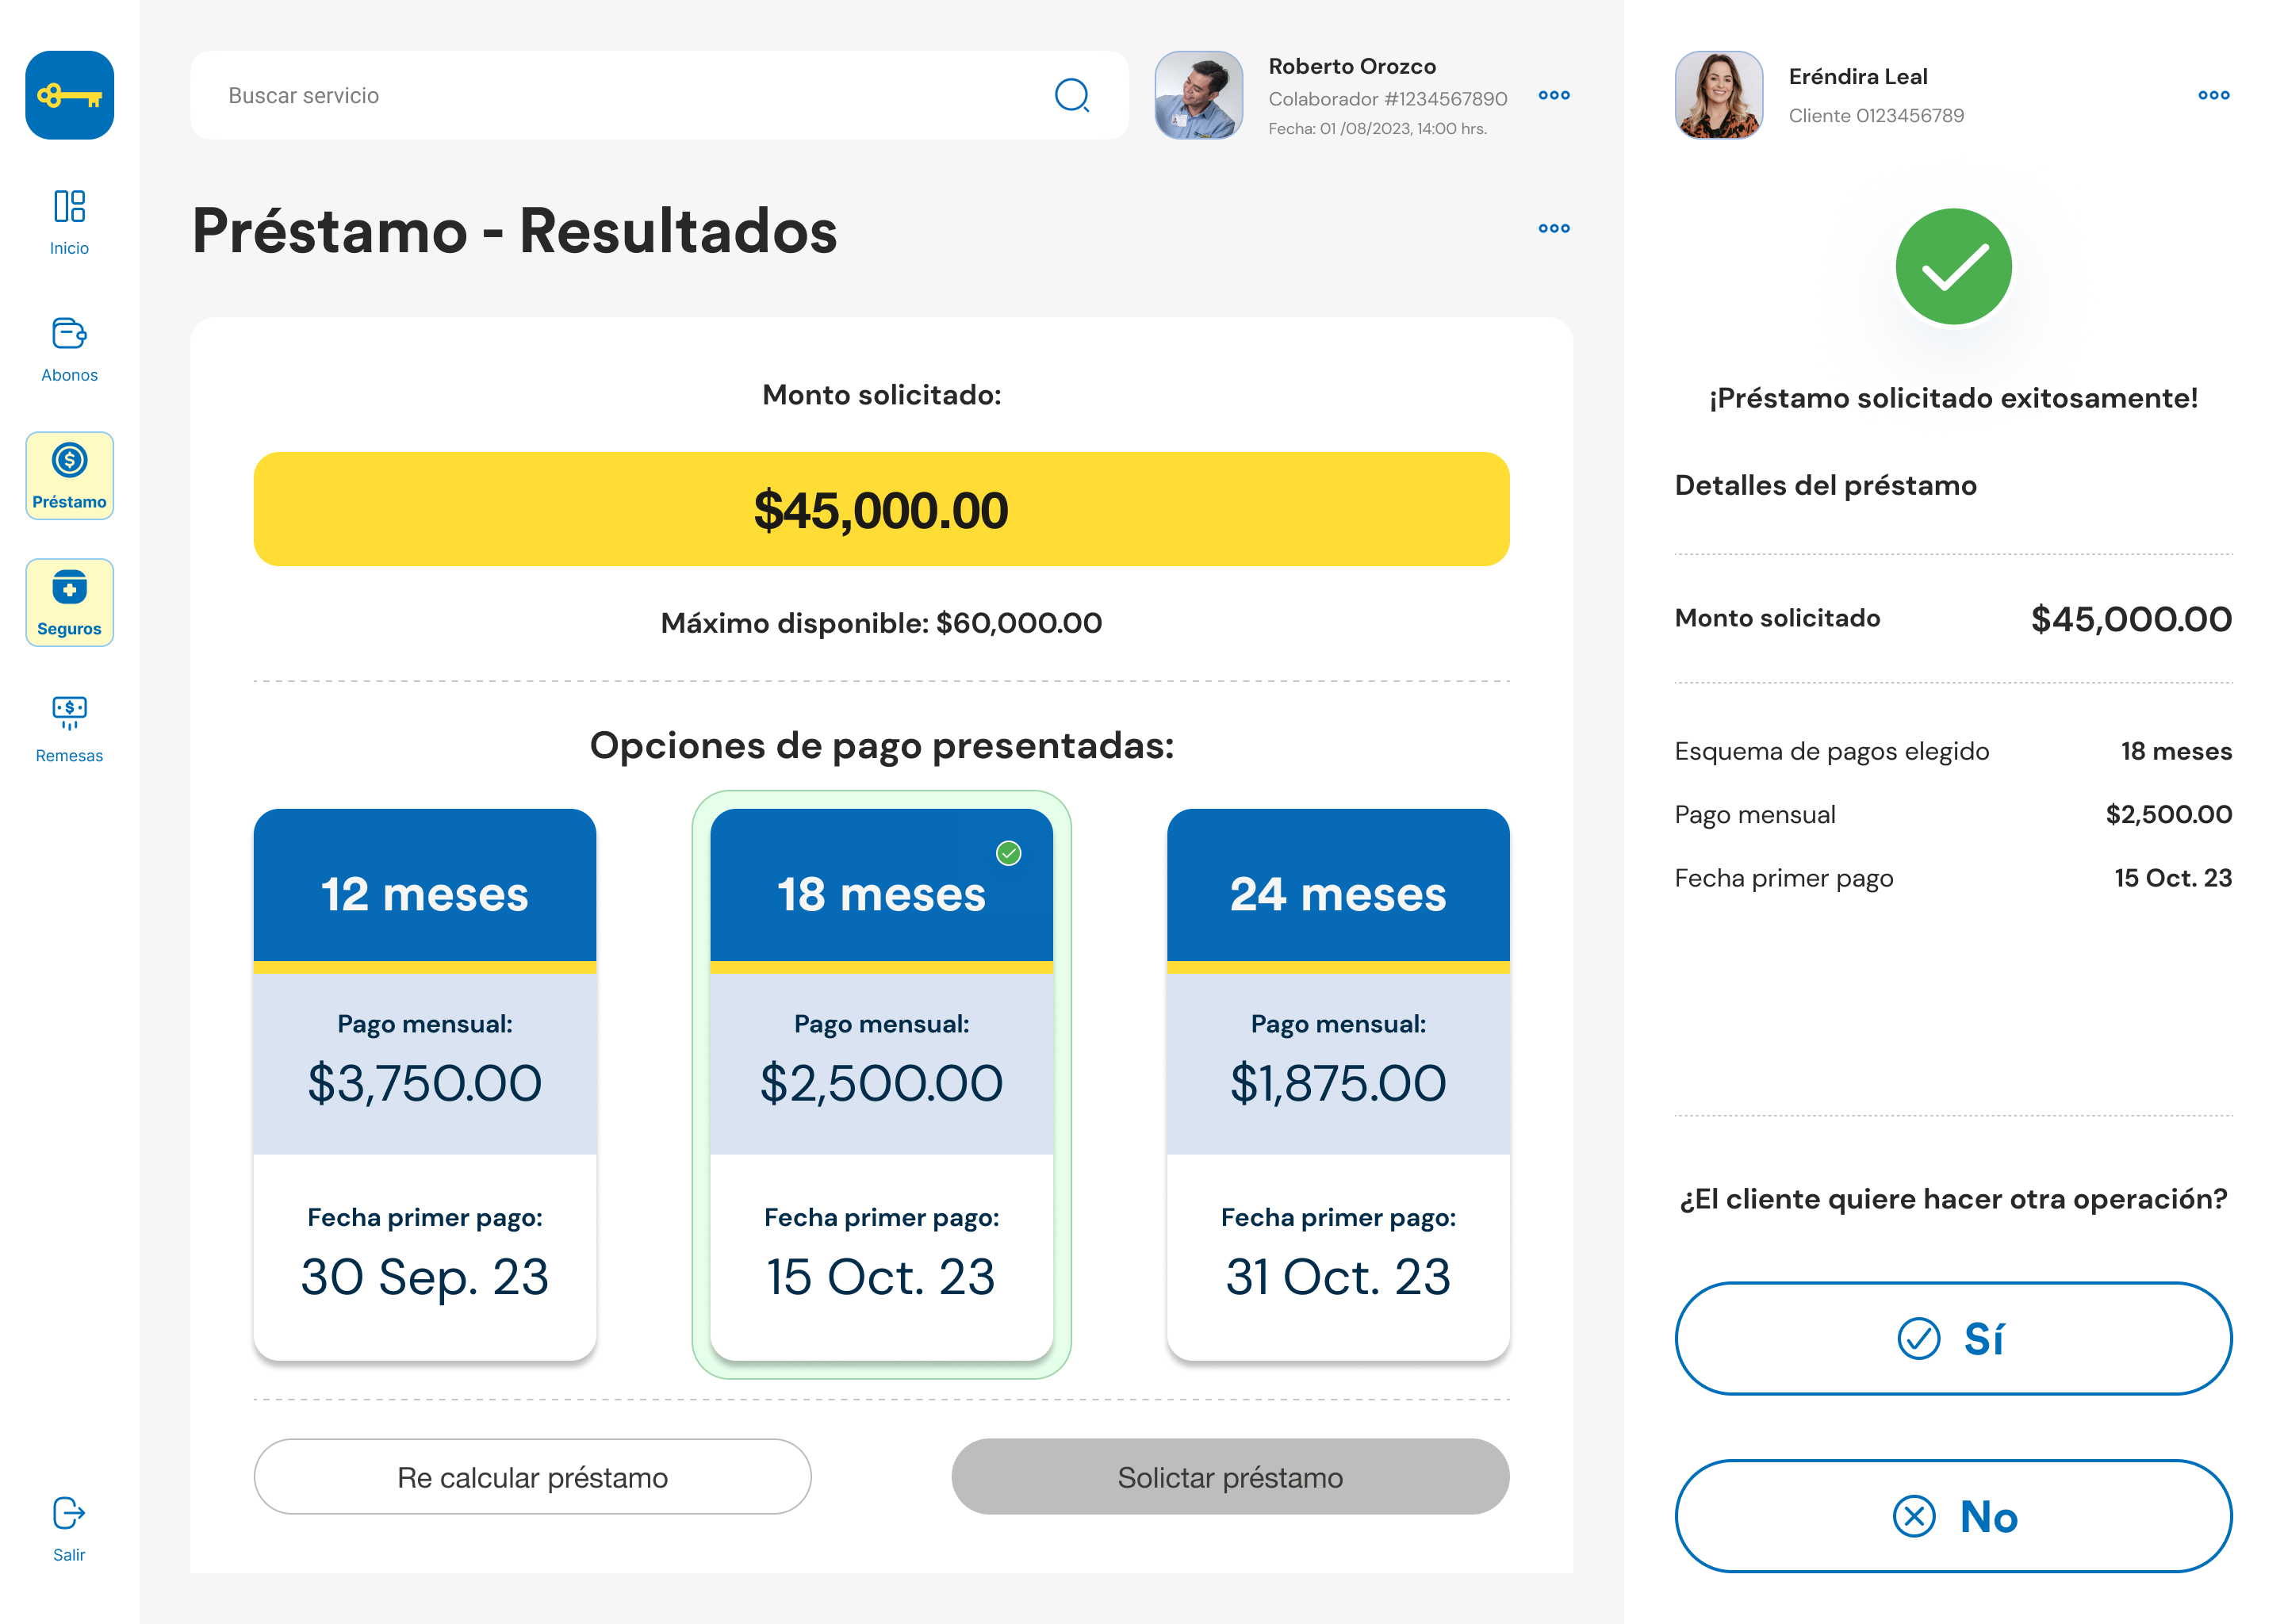 Buscar servicio
Roberto Orozco
Colaborador #1234567890
Fecha: 01 /08/2023, 14:00 hrs.
Eréndira Leal
Cliente 0123456789
Inicio
Abonos
Préstamo
Seguros
Remesas
Salir
Préstamo - Resultados
Monto solicitado:
$45,000.00
Máximo disponible: $60,000.00
Opciones de pago presentadas:
12 meses
Pago mensual:
$3,750.00
Fecha primer pago:
30 Sep. 23
18 meses
Pago mensual:
$2,500.00
Fecha primer pago:
15 Oct. 23
24 meses
Pago mensual:
$1,875.00
Fecha primer pago:
31 Oct. 23
Re calcular préstamo
Solictar préstamo
¡Préstamo solicitado exitosamente!
Detalles del préstamo
Monto solicitado $45,000.00
Esquema de pagos elegido 18 meses
Pago mensual $2,500.00
Fecha primer pago 15 Oct. 23
¿El cliente quiere hacer otra operación?
Sí
No